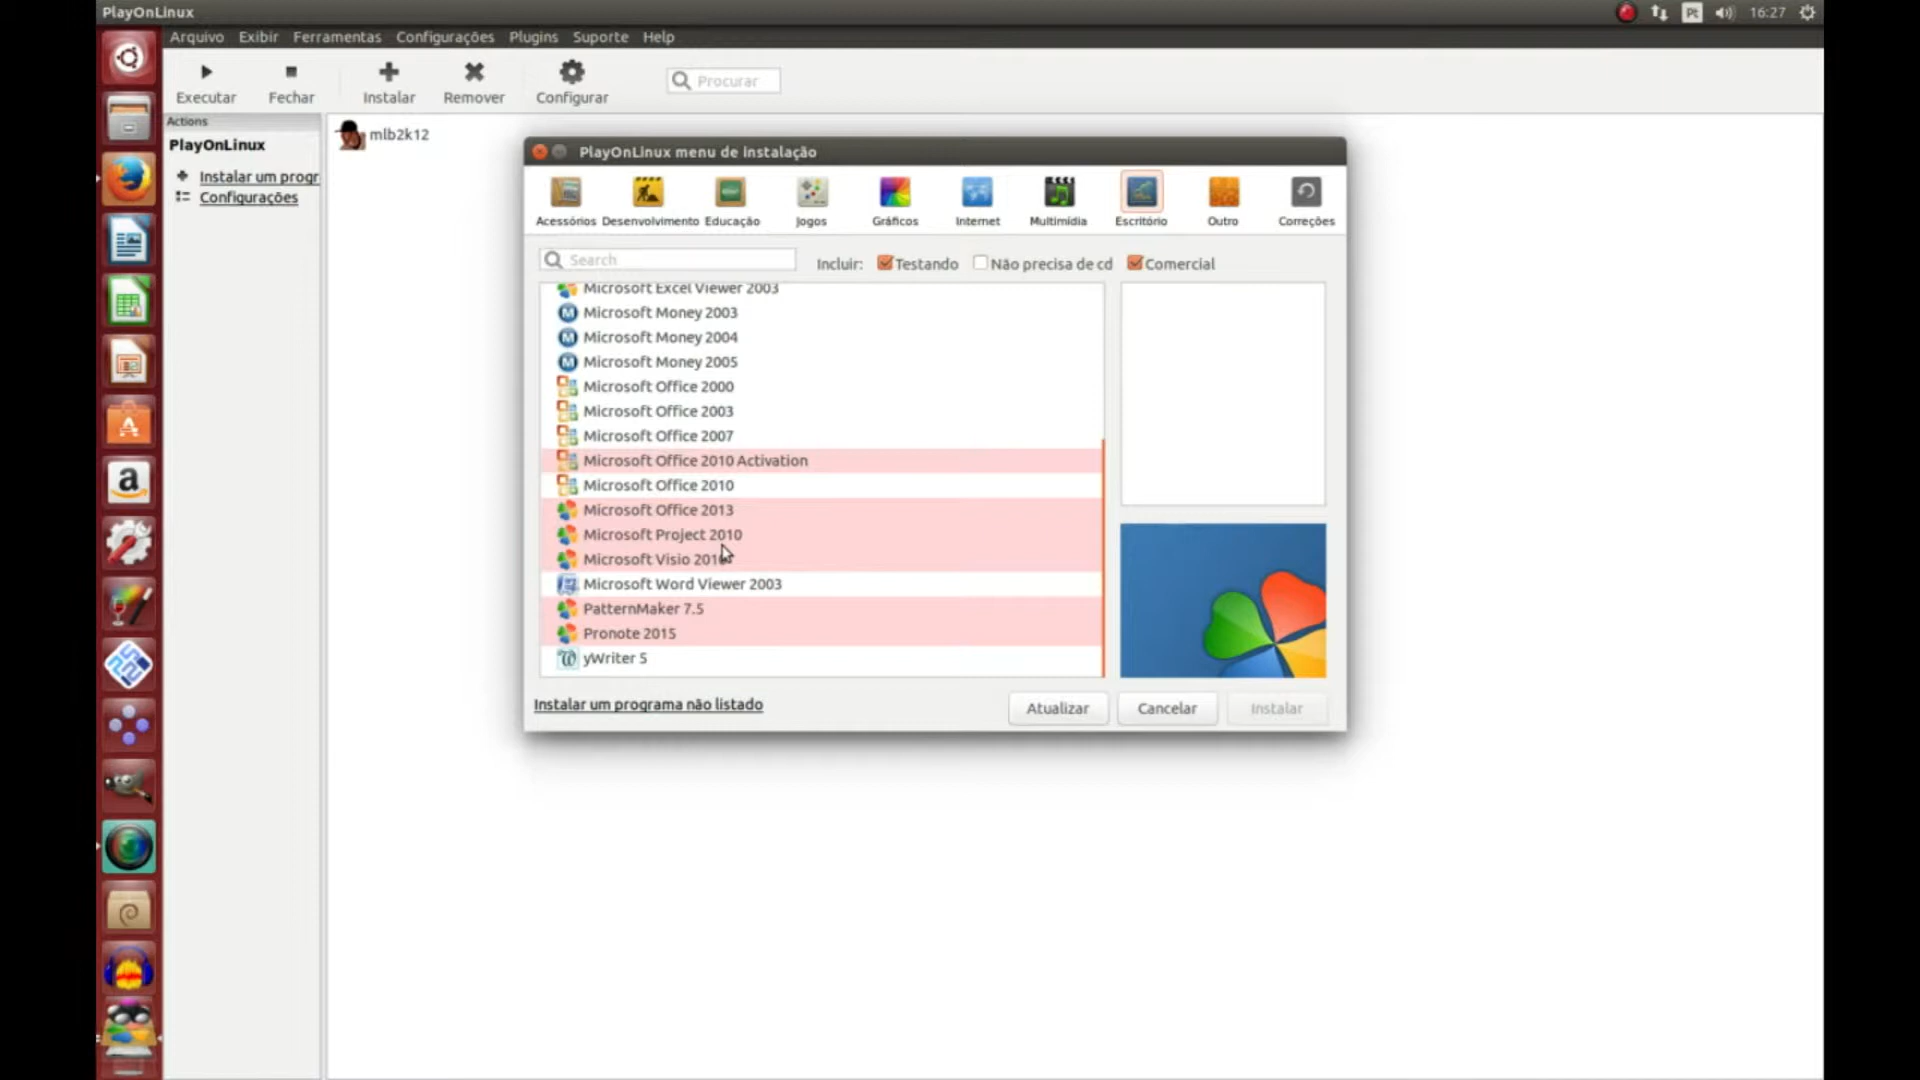 PlayOnLinux
Pt
16:27
Arquivo Exibir Ferramentas Configurações Plugins Suporte Help
Executar Fechar Instalar Remover Configurar
Procurar
Actions
PlayOnLinux
Instalar um progr
Configurações
mlb2k12
PlayOnLinux menu de instalação
Acessórios Desenvolvimento Educação Jogos Gráficos Internet Multimídia Escritório Outro Correções
Search
Incluir: Testando Não precisa de cd Comercial
Microsoft Excel Viewer 2003
Microsoft Money 2003
Microsoft Money 2004
Microsoft Money 2005
Microsoft Office 2000
Microsoft Office 2003
Microsoft Office 2007
Microsoft Office 2010 Activation
Microsoft Office 2010
Microsoft Office 2013
Microsoft Project 2010
Microsoft Visio 2010
Microsoft Word Viewer 2003
PatternMaker 7.5
Pronote 2015
yWriter 5
Instalar um programa não listado
Atualizar Cancelar Instalar